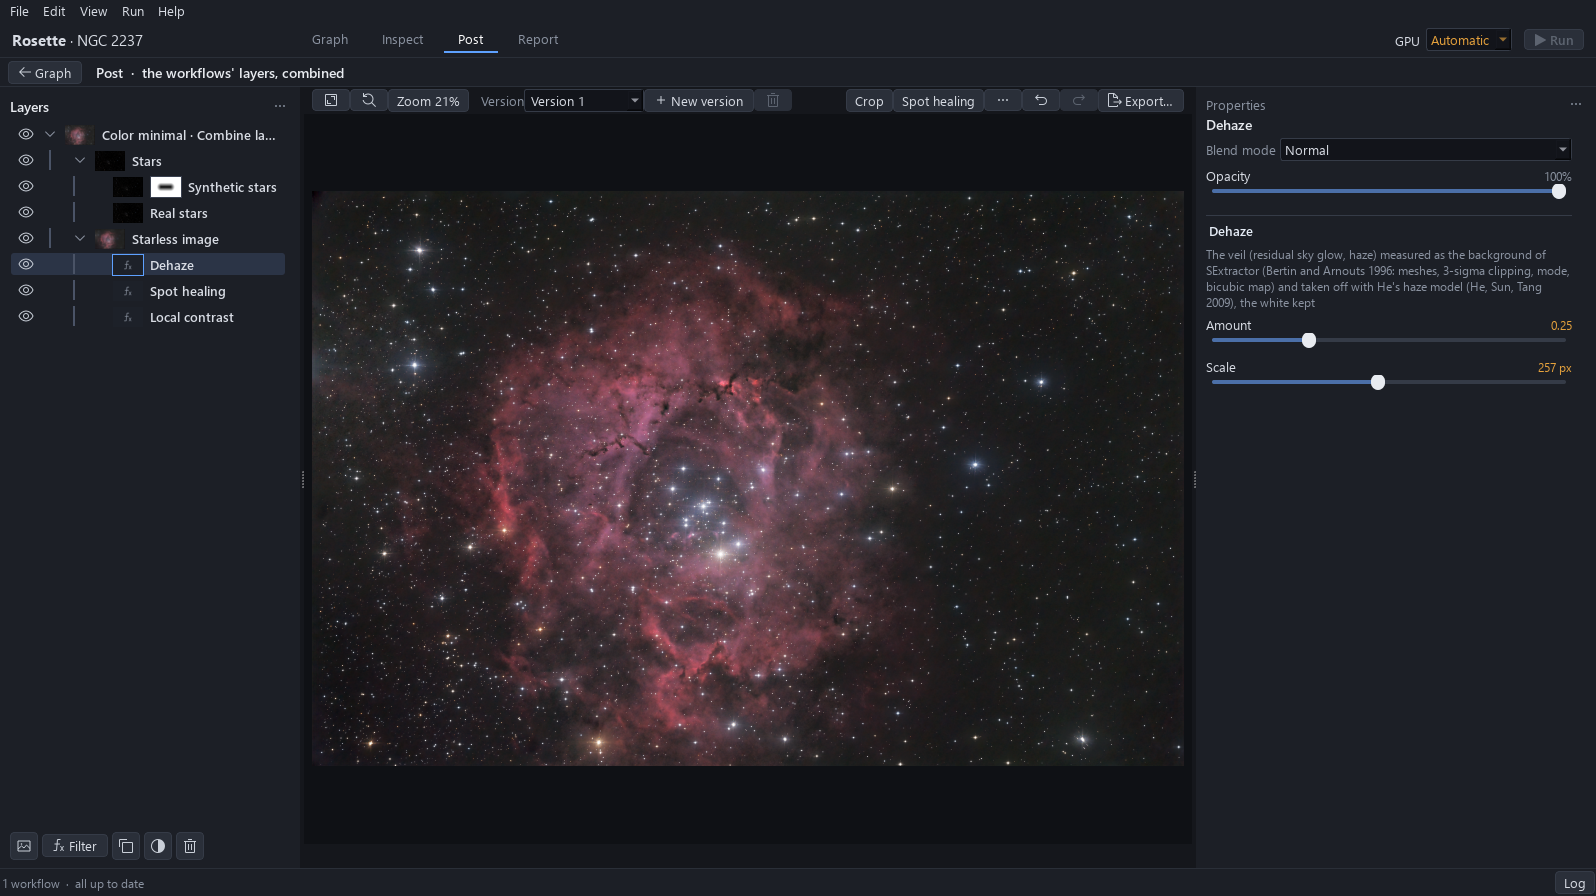 File Edit View Run Help
Rosette · NGC 2237
Graph Inspect Post Report
GPU Automatic Run
Graph Post · the workflows' layers, combined
Layers ...
Color minimal · Combine la...
Stars
Synthetic stars
Real stars
Starless image
fx Dehaze
fx Spot healing
fx Local contrast
fx Filter
Zoom 21% Version Version 1 + New version Crop Spot healing ... Export...
Properties ...
Dehaze
Blend mode Normal
Opacity 100%
Dehaze
The veil (residual sky glow, haze) measured as the background of
SExtractor (Bertin and Arnouts 1996: meshes, 3-sigma clipping, mode,
bicubic map) and taken off with He's haze model (He, Sun, Tang
2009), the white kept
Amount 0.25
Scale 257 px
1 workflow · all up to date
Log